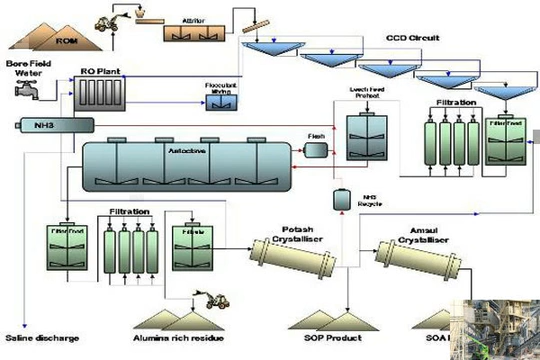 ROM
Attritor
CCD Circuit
Bore Field
Water
RO Plant
Flocculant
Mixing
Leach Feed
Preheat
Filtration
Filter Feed
NH3
Flash
Autoclave
NH3
Recycle
Filtration
Filter Feed
Filtrate
Potash
Crystalliser
Amsul
Crystalliser
Saline discharge
Alumina rich residue
SOP Product
SOA